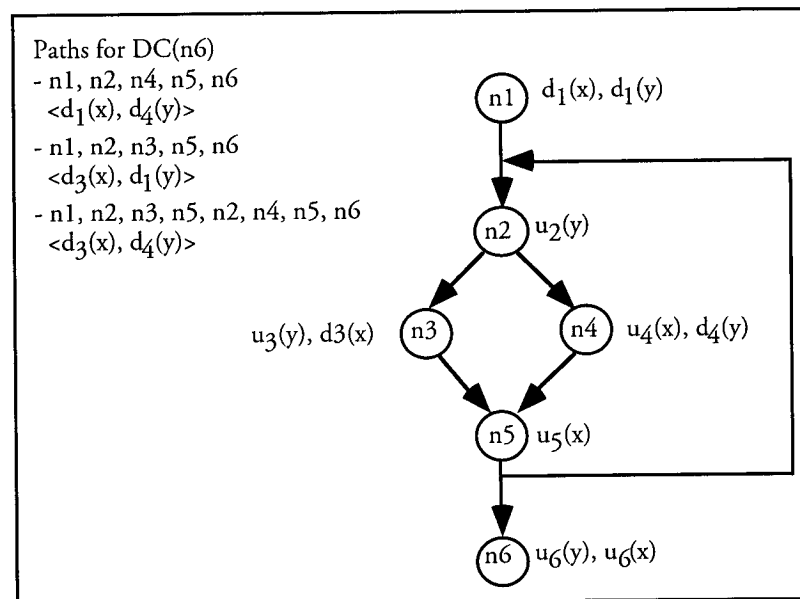 Paths for DC(n6)
- n1, n2, n4, n5, n6
<d1(x), d4(y)>
- n1, n2, n3, n5, n6
<d3(x), d1(y)>
- n1, n2, n3, n5, n2, n4, n5, n6
<d3(x), d4(y)>
n1 d1(x), d1(y)
n2 u2(y)
u3(y), d3(x) n3 n4 u4(x), d4(y)
n5 u5(x)
n6 u6(y), u6(x)